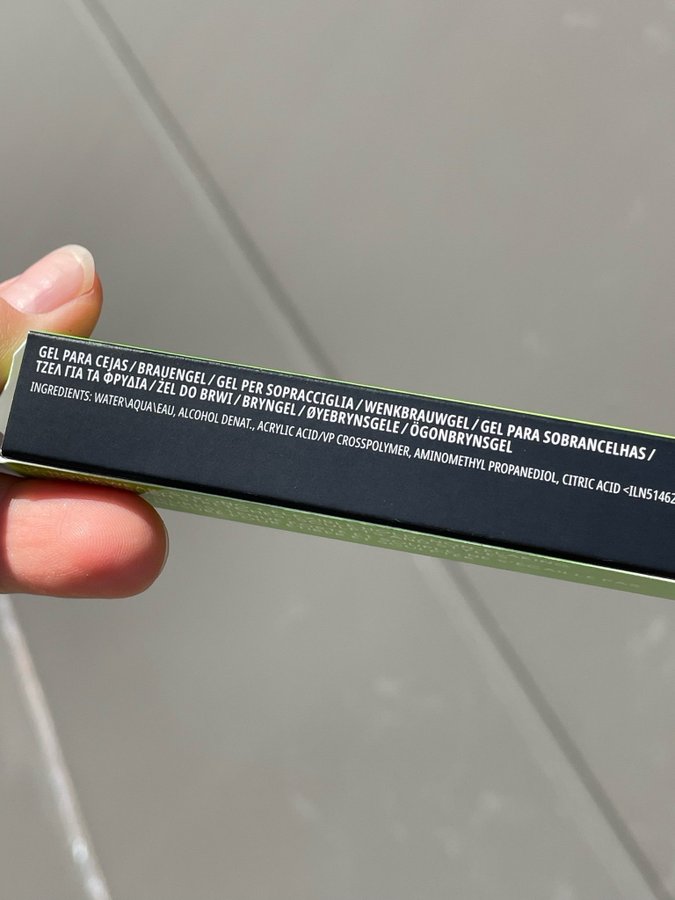 GEL PARA CEJAS / BRAUENGEL / GEL PER SOPRACCIGLIA / WENKBRAUWGEL / GEL PARA SOBRANCELHAS /
ΤΖΕΛ ΓΙΑ ΤΑ ΦΡΥΔΙΑ / ŻEL DO BRWI / BRYNGEL / ØYEBRYNSGELE / ÖGONBRYNSGEL
INGREDIENTS: WATER\AQUA\EAU, ALCOHOL DENAT., ACRYLIC ACID/VP CROSSPOLYMER, AMINOMETHYL PROPANEDIOL, CITRIC ACID <ILN51462